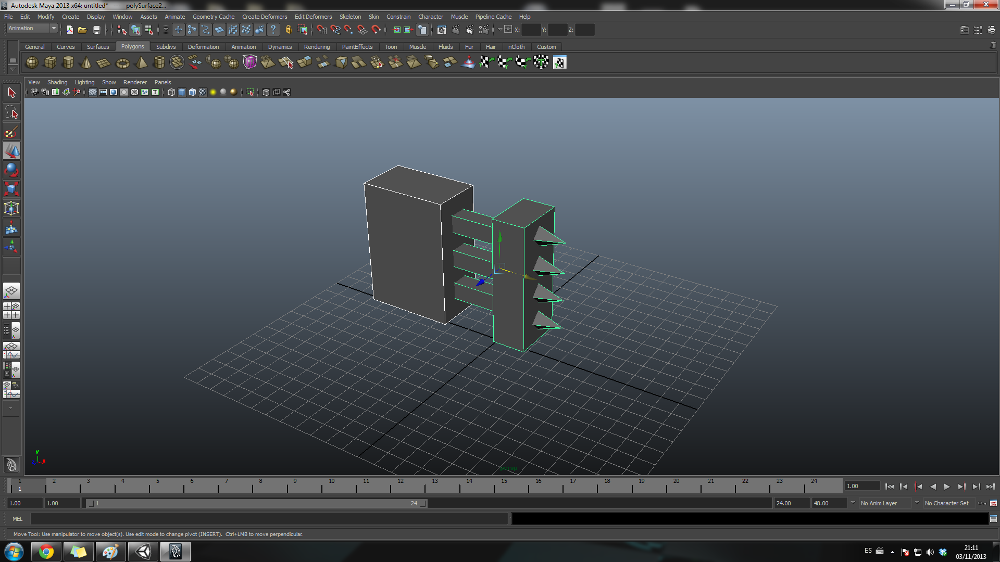 Autodesk Maya 2013 x64: untitled*   ---   polySurface2...
File Edit Modify Create Display Window Assets Animate Geometry Cache Create Deformers Edit Deformers Skeleton Skin Constrain Character Muscle Pipeline Cache Help
Animation X: Y: Z:
General Curves Surfaces Polygons Subdivs Deformation Animation Dynamics Rendering PaintEffects Toon Muscle Fluids Fur Hair nCloth Custom
View Shading Lighting Show Renderer Panels
y
x
persp
1 2 3 4 5 6 7 8 9 10 11 12 13 14 15 16 17 18 19 20 21 22 23 24
1 1.00
1.00 1.00 1 24 24.00 48.00 No Anim Layer No Character Set
MEL
Move Tool: Use manipulator to move object(s). Use edit mode to change pivot (INSERT).  Ctrl+LMB to move perpendicular.
ES 21:11
03/11/2013